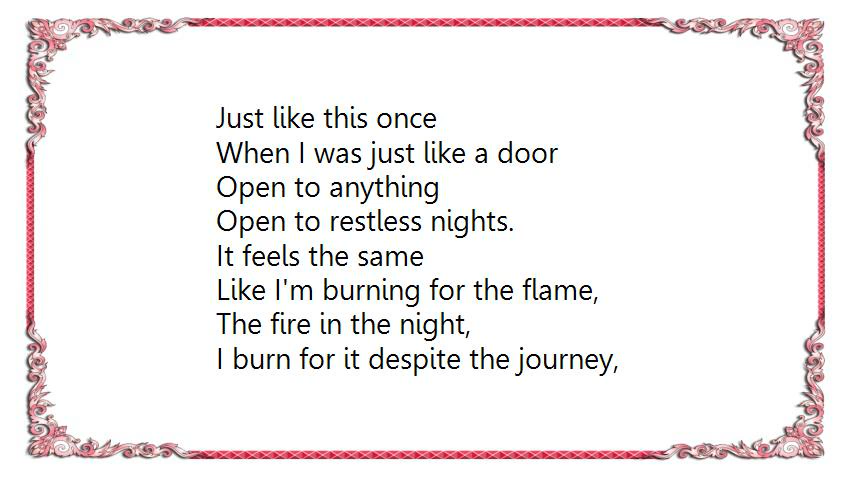 Just like this once
When I was just like a door
Open to anything
Open to restless nights.
It feels the same
Like I'm burning for the flame,
The fire in the night,
I burn for it despite the journey,